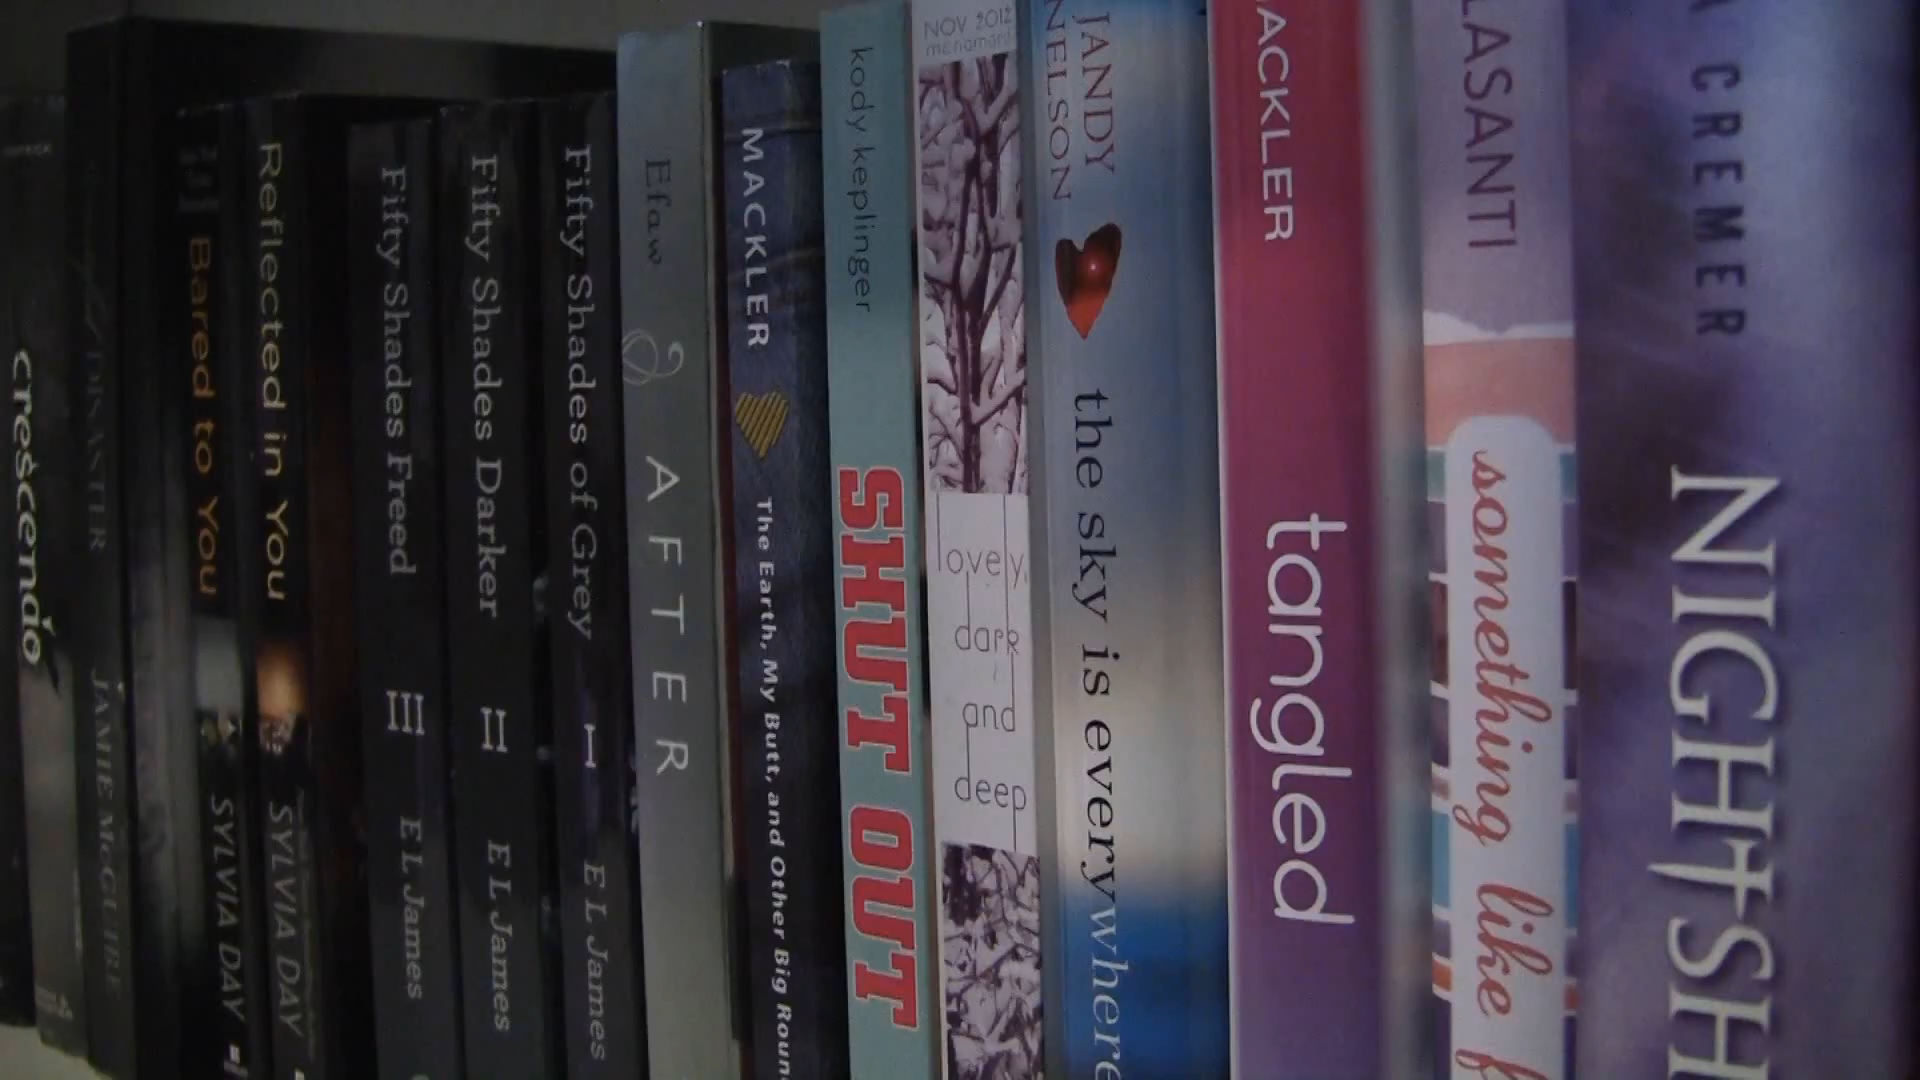 crescendo
DISASTER
JAMIE McGUIRE
Bared to You
SYLVIA DAY
Reflected in You
SYLVIA DAY
Fifty Shades Freed
III
E L James
Fifty Shades Darker
II
E L James
Fifty Shades of Grey
I
E L James
Efaw
AFTER
MACKLER
The Earth, My Butt, and Other Big Roun
kody keplinger
SHUT OUT
NOV 2012
mcnamara
lovely,
dark
and
deep
JANDY
NELSON
the sky is everywhere
ACKLER
tangled
LASANTI
something like f
A CREMER
NIGHTSH